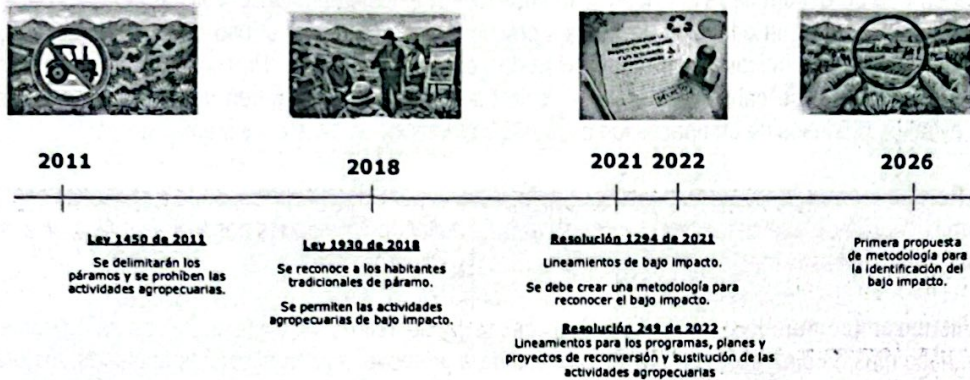 2011
2018
2021 2022
2026
Ley 1450 de 2011
Se delimitarán los
páramos y se prohíben las
actividades agropecuarias.
Ley 1930 de 2018
Se reconoce a los habitantes
tradicionales de páramo.
Se permiten las actividades
agropecuarias de bajo impacto.
Resolución 1294 de 2021
Lineamientos de bajo impacto.
Se debe crear una metodología para
reconocer el bajo impacto.
Resolución 249 de 2022
Lineamientos para los programas, planes y
proyectos de reconversión y sustitución de las
actividades agropecuarias
Primera propuesta
de metodología para
la identificación del
bajo impacto.